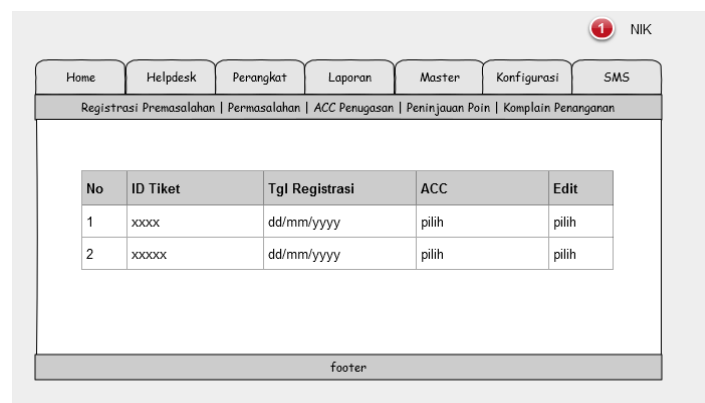 1 NIK
Home Helpdesk Perangkat Laporan Master Konfigurasi SMS
Registrasi Premasalahan | Permasalahan | ACC Penugasan | Peninjauan Poin | Komplain Penanganan
No ID Tiket Tgl Registrasi ACC Edit
1 xxxx dd/mm/yyyy pilih pilih
2 xxxxx dd/mm/yyyy pilih pilih
footer